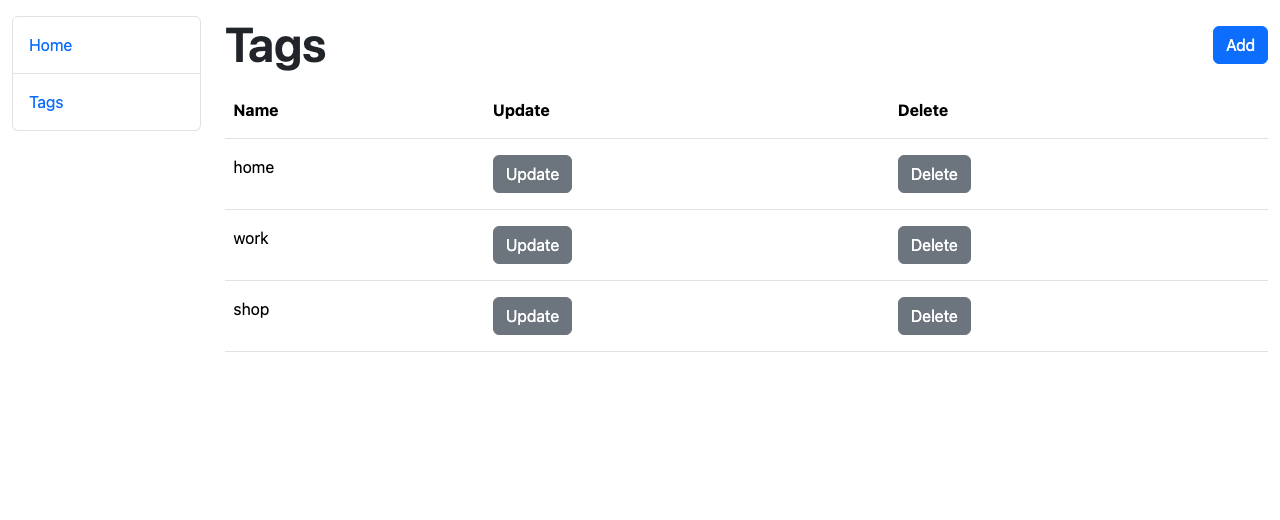 Home
Tags
Tags
Add
Name Update Delete
home Update Delete
work Update Delete
shop Update Delete